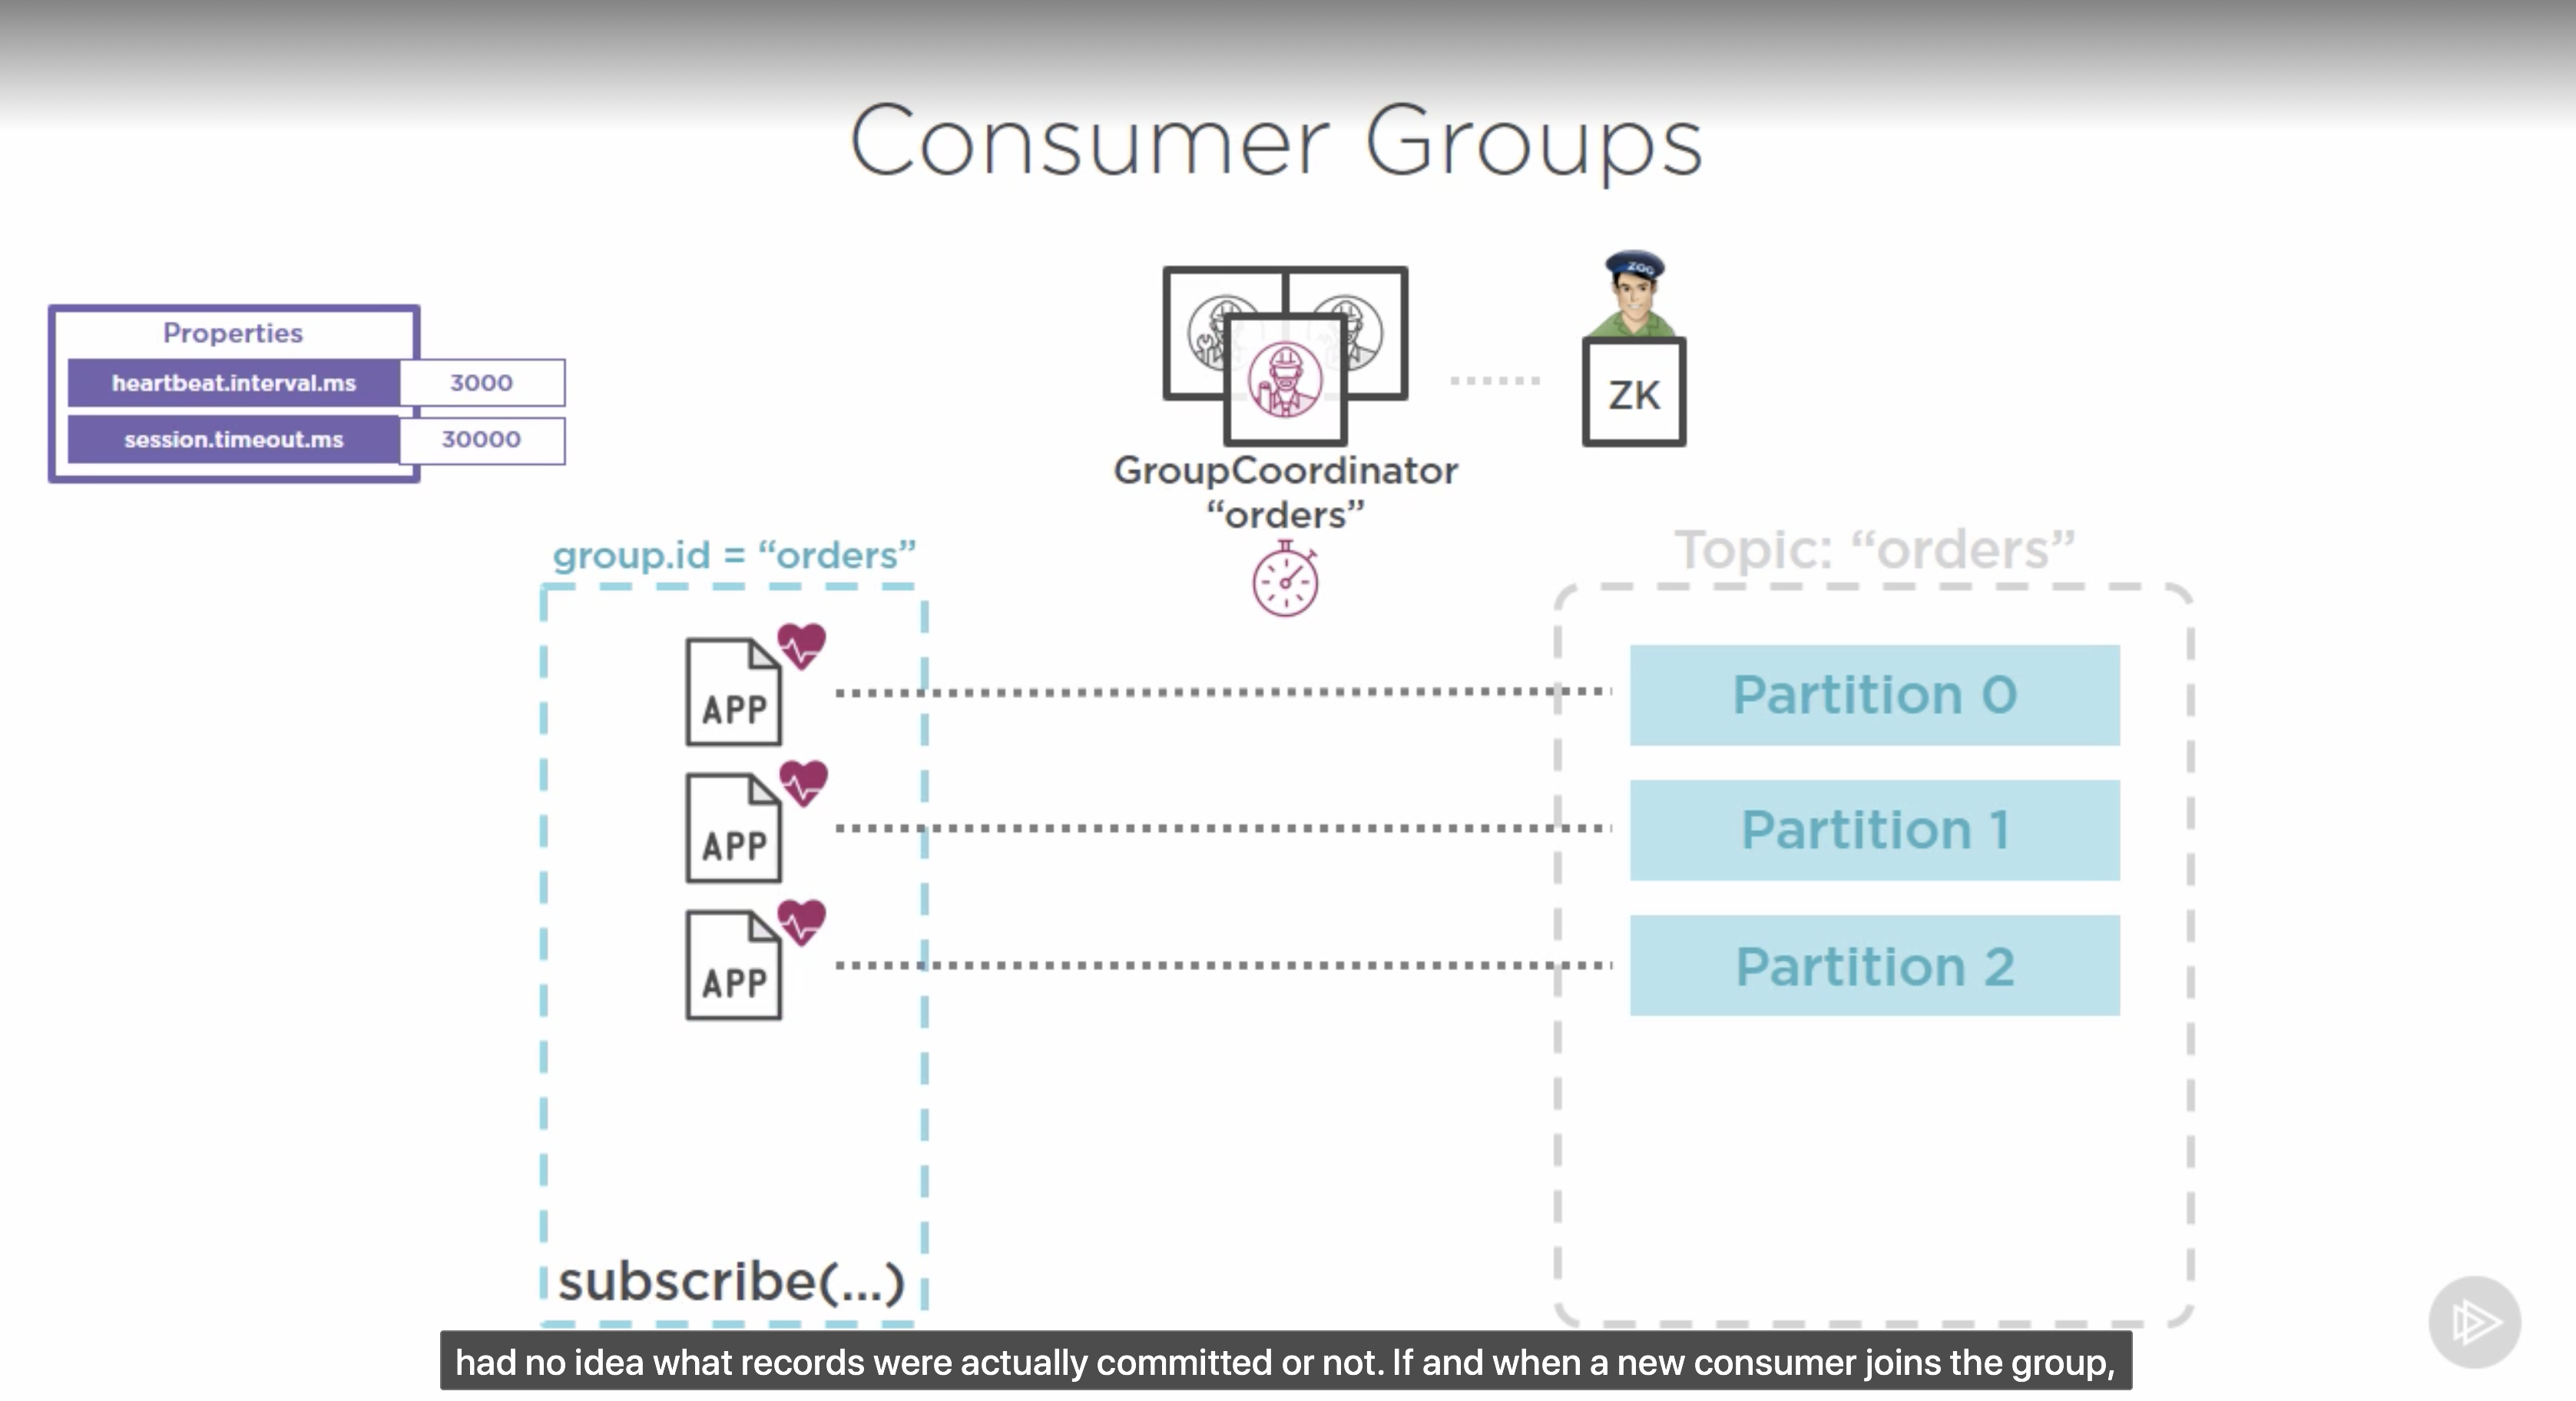 Consumer Groups
Properties
heartbeat.interval.ms 3000
session.timeout.ms 30000
ZOO
ZK
GroupCoordinator
“orders”
group.id = “orders”
Topic: “orders”
APP
Partition 0
APP
Partition 1
APP
Partition 2
subscribe(...)
had no idea what records were actually committed or not. If and when a new consumer joins the group,